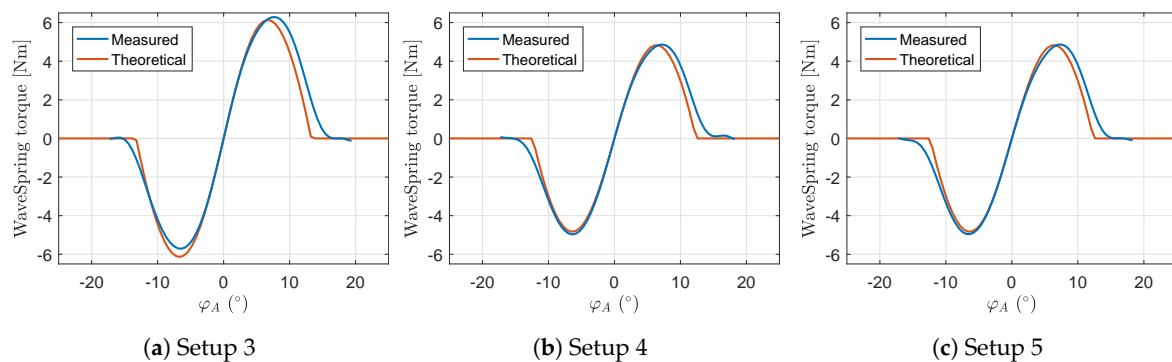 WaveSpring torque [Nm]
6
4
2
0
-2
-4
-6
Measured
Theoretical
-20 -10 0 10 20
φ_A (°)
(a) Setup 3
WaveSpring torque [Nm]
6
4
2
0
-2
-4
-6
Measured
Theoretical
-20 -10 0 10 20
φ_A (°)
(b) Setup 4
WaveSpring torque [Nm]
6
4
2
0
-2
-4
-6
Measured
Theoretical
-20 -10 0 10 20
φ_A (°)
(c) Setup 5